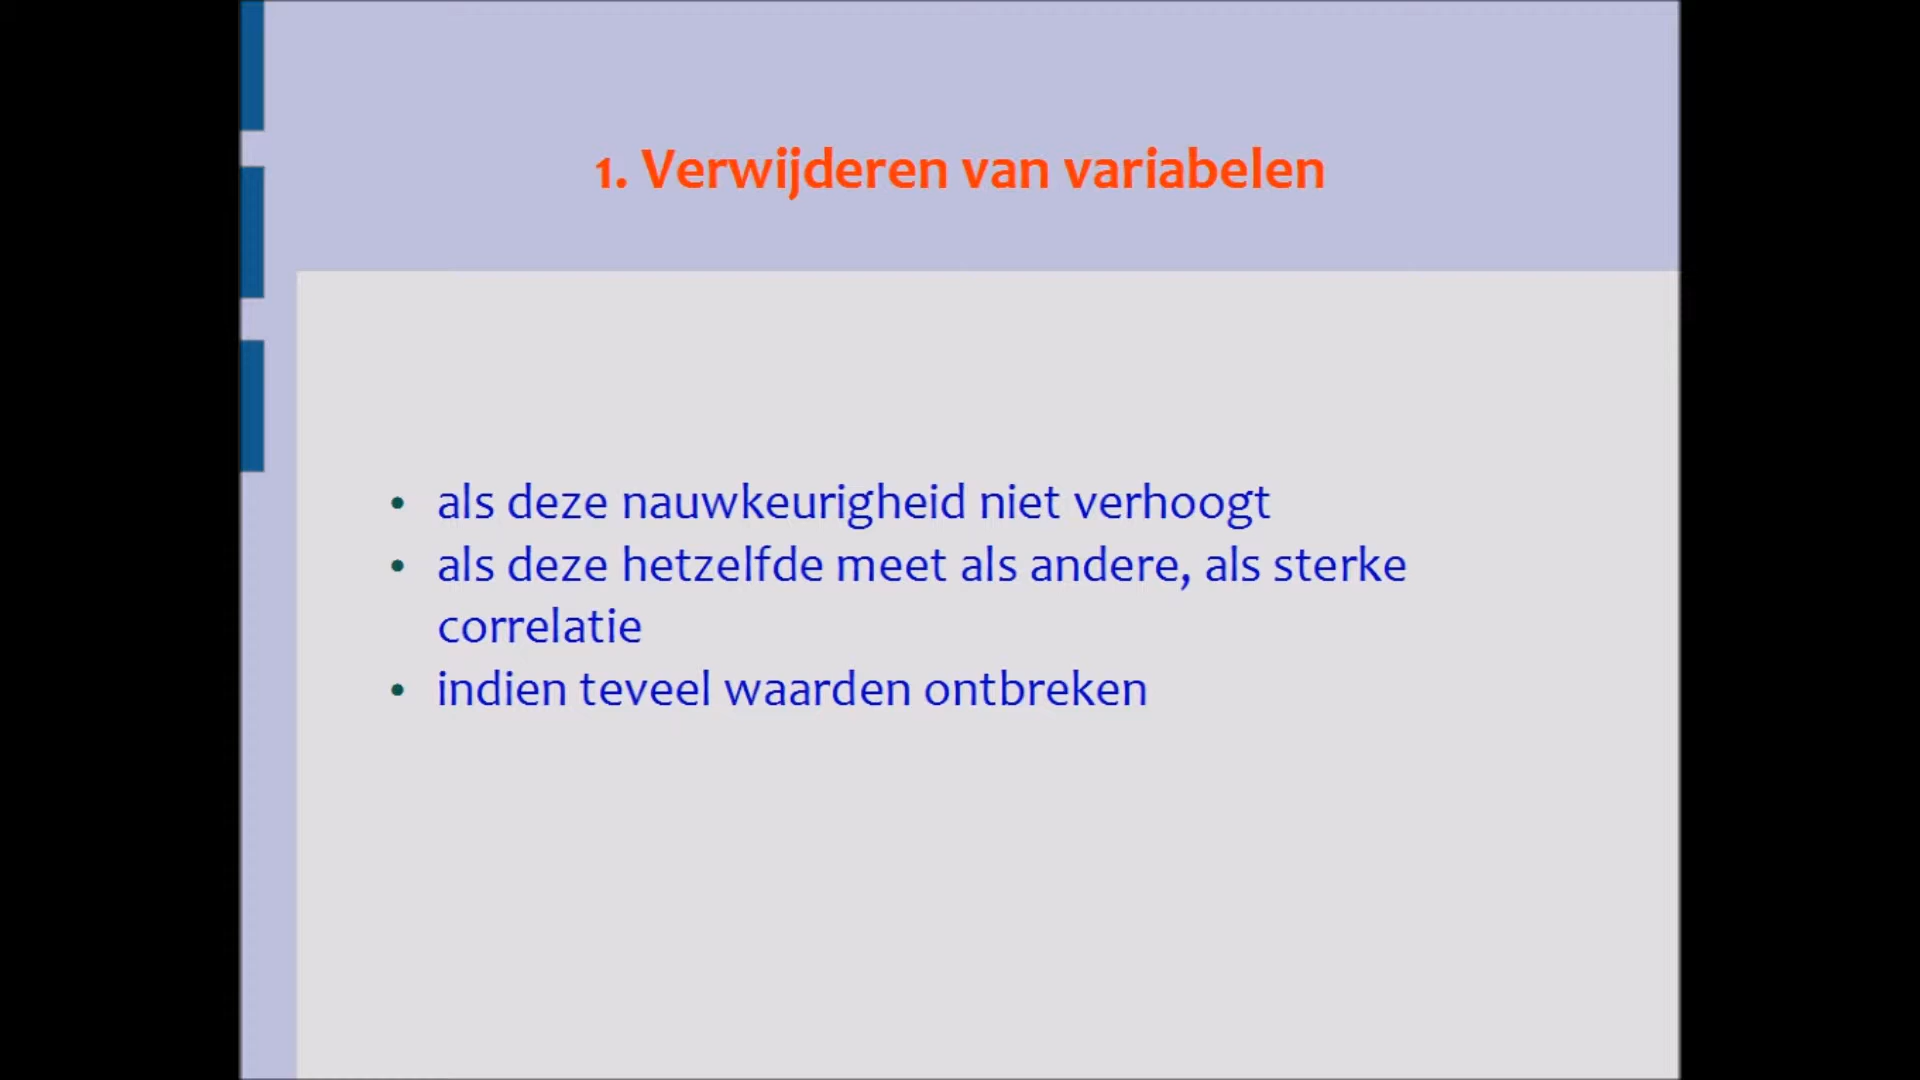 1. Verwijderen van variabelen
• als deze nauwkeurigheid niet verhoogt
• als deze hetzelfde meet als andere, als sterke
correlatie
• indien teveel waarden ontbreken